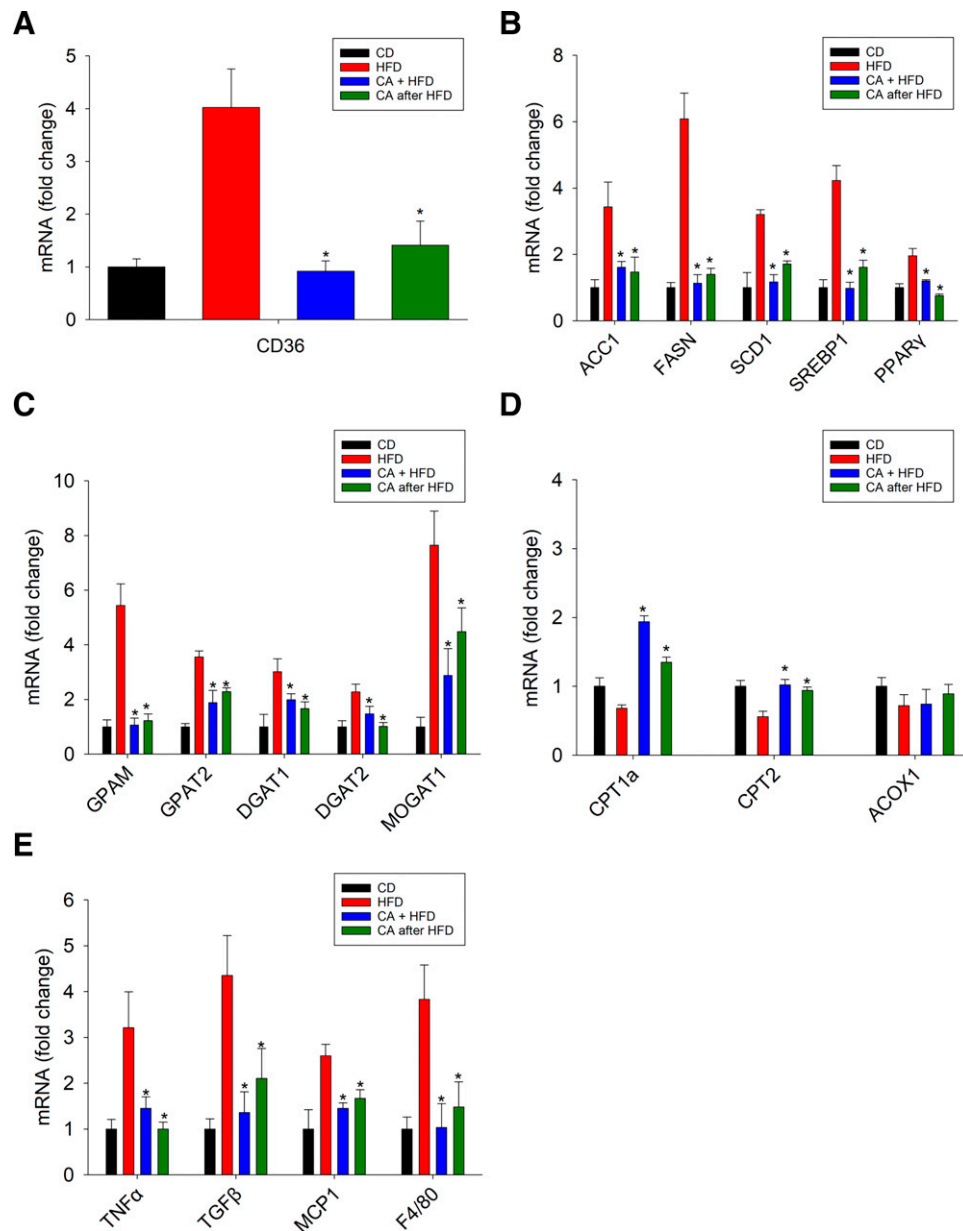 A
CD
HFD
CA + HFD
CA after HFD
mRNA (fold change)
5
4
3
2
1
0
*
*
CD36
B
CD
HFD
CA + HFD
CA after HFD
mRNA (fold change)
8
6
4
2
0
* * * * * * * * * *
ACC1
FASN
SCD1
SREBP1
PPARγ
C
CD
HFD
CA + HFD
CA after HFD
mRNA (fold change)
10
8
6
4
2
0
* * * * * * * * * *
GPAM
GPAT2
DGAT1
DGAT2
MOGAT1
D
CD
HFD
CA + HFD
CA after HFD
mRNA (fold change)
4
3
2
1
0
* * * *
CPT1a
CPT2
ACOX1
E
CD
HFD
CA + HFD
CA after HFD
mRNA (fold change)
6
5
4
3
2
1
0
* * * * * * * *
TNFα
TGFβ
MCP1
F4/80